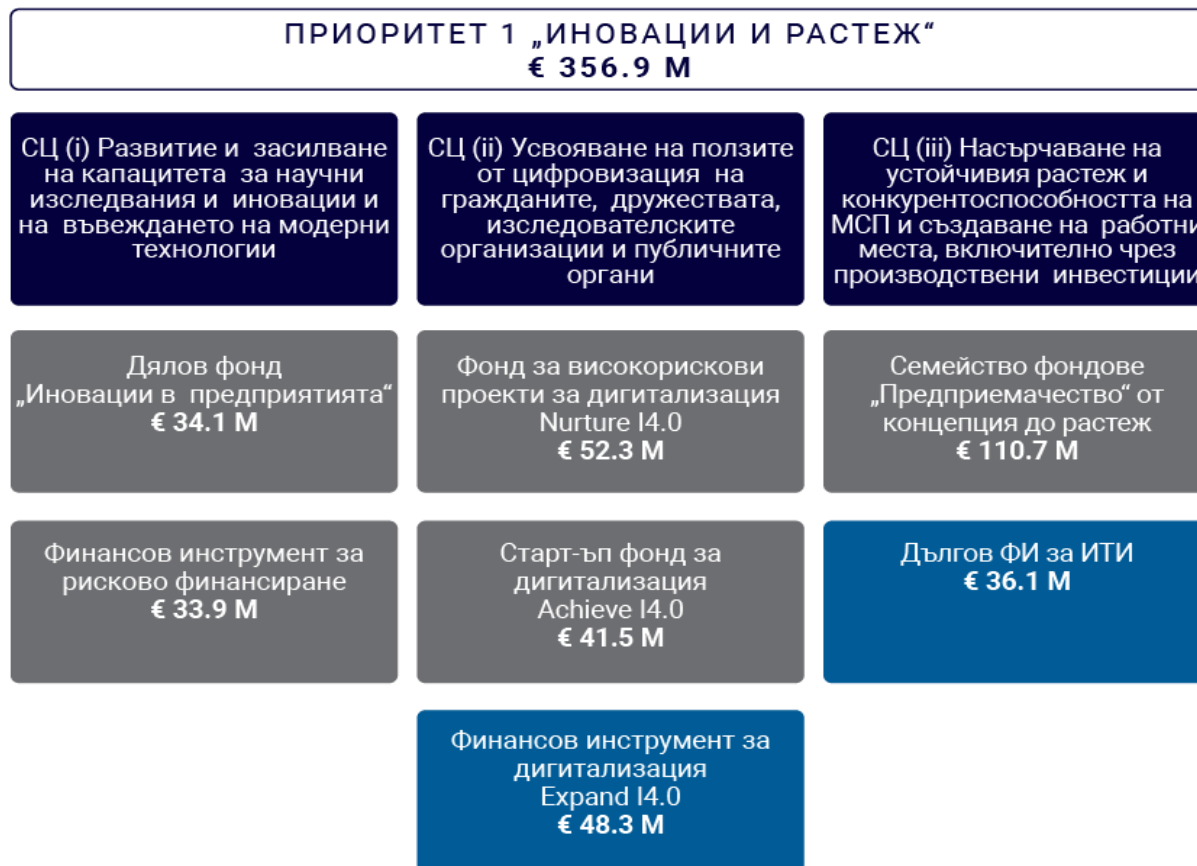 ПРИОРИТЕТ 1 „ИНОВАЦИИ И РАСТЕЖ“
€ 356.9 M
СЦ (i) Развитие и засилване
на капацитета за научни
изследвания и иновации и
на въвеждането на модерни
технологии
СЦ (ii) Усвояване на ползите
от цифровизация на
гражданите, дружествата,
изследователските
организации и публичните
органи
СЦ (iii) Насърчаване на
устойчивия растеж и
конкурентоспособността на
МСП и създаване на работни
места, включително чрез
производствени инвестиции
Дялов фонд
„Иновации в предприятията“
€ 34.1 M
Фонд за високорискови
проекти за дигитализация
Nurture I4.0
€ 52.3 M
Семейство фондове
„Предприемачество“ от
концепция до растеж
€ 110.7 M
Финансов инструмент за
рисково финансиране
€ 33.9 M
Старт-ъп фонд за
дигитализация
Achieve I4.0
€ 41.5 M
Дългов ФИ за ИТИ
€ 36.1 M
Финансов инструмент за
дигитализация
Expand I4.0
€ 48.3 M